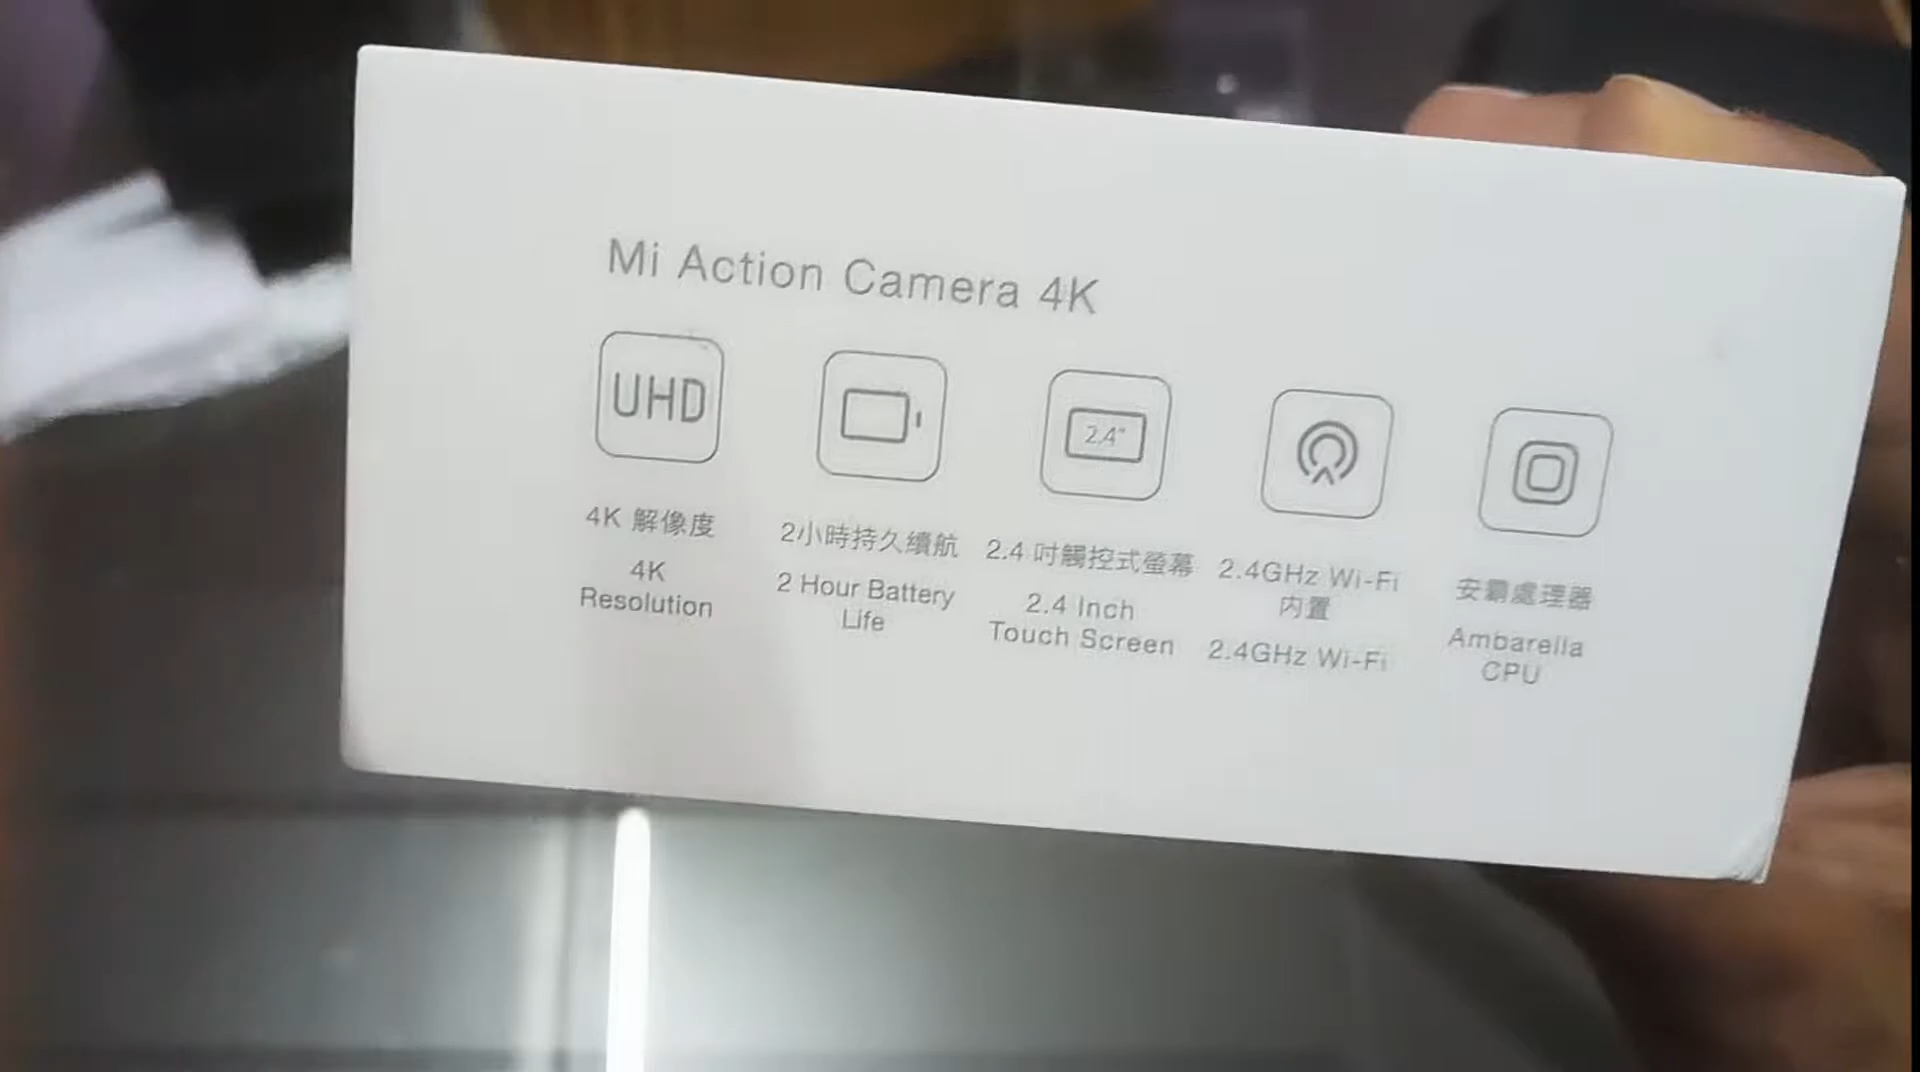 Mi Action Camera 4K
UHD
2.4"
4K 解像度
4K
Resolution
2小時持久續航
2 Hour Battery
Life
2.4 吋觸控式螢幕
2.4 Inch
Touch Screen
2.4GHz Wi-Fi
内置
2.4GHz Wi-Fi
安霸處理器
Ambarella
CPU